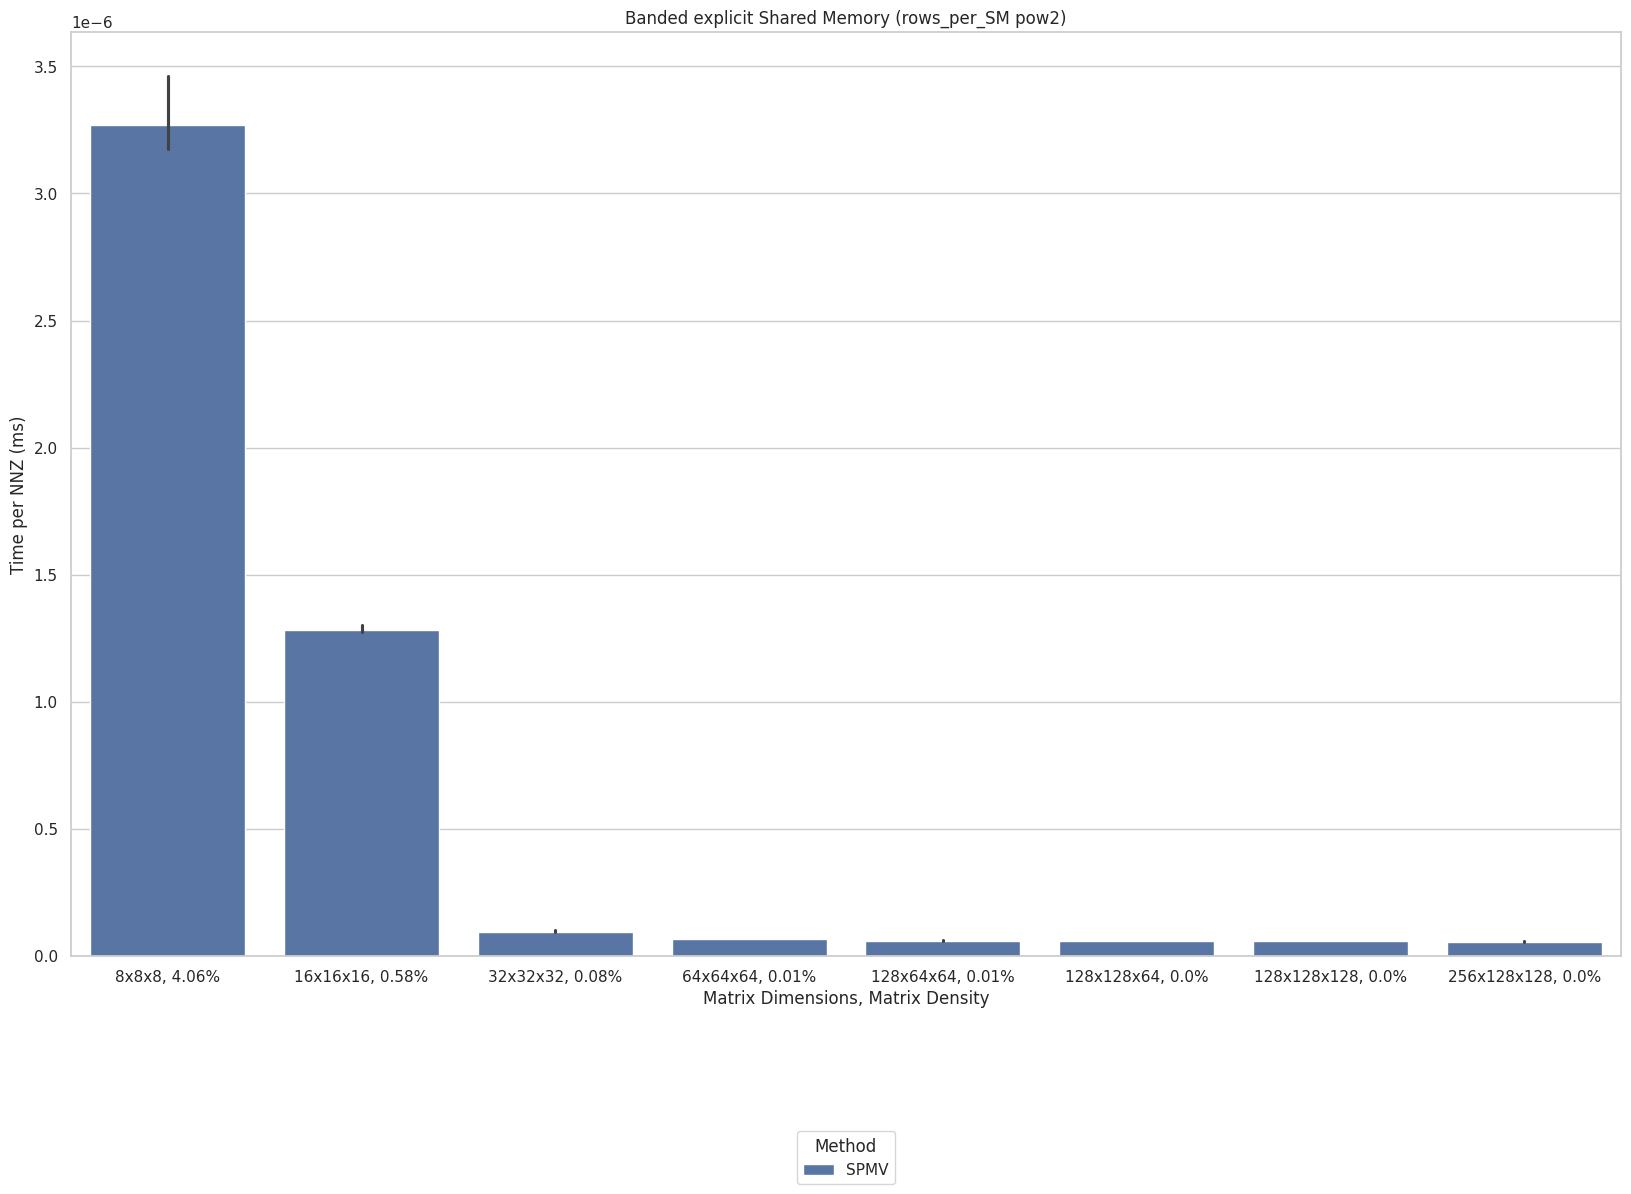 Banded explicit Shared Memory (rows_per_SM pow2)
1e−6
3.5
3.0
2.5
2.0
1.5
1.0
0.5
0.0
Time per NNZ (ms)
8x8x8, 4.06%
16x16x16, 0.58%
32x32x32, 0.08%
64x64x64, 0.01%
128x64x64, 0.01%
128x128x64, 0.0%
128x128x128, 0.0%
256x128x128, 0.0%
Matrix Dimensions, Matrix Density
Method
SPMV